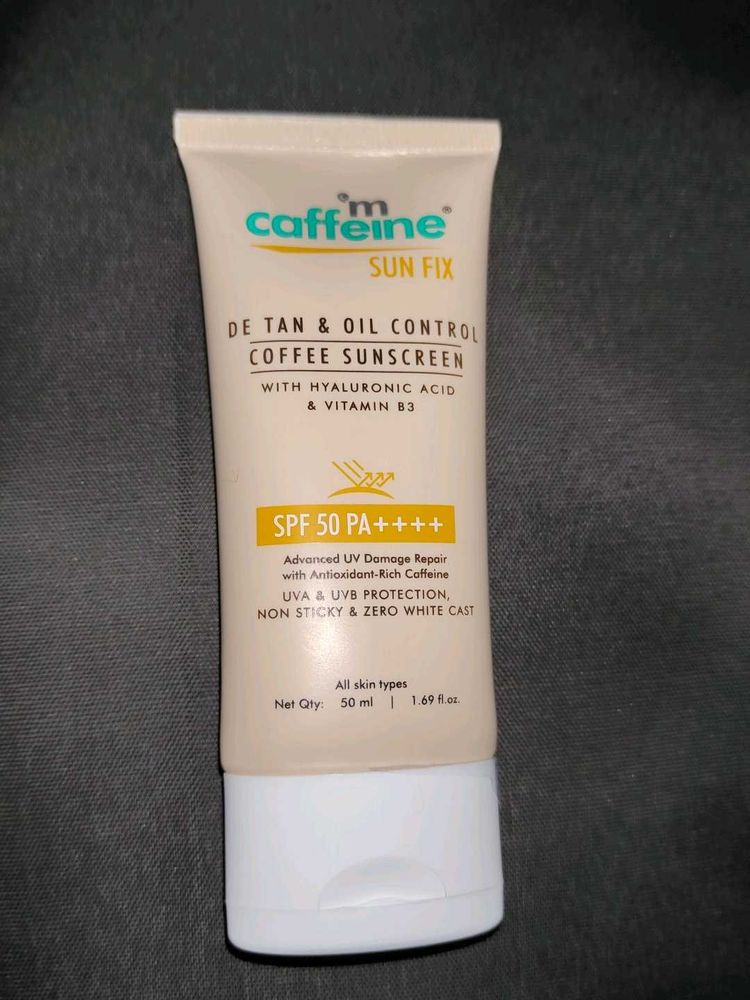 'm
caffeine®
SUN FIX
DE TAN & OIL CONTROL
COFFEE SUNSCREEN
WITH HYALURONIC ACID
& VITAMIN B3
SPF 50 PA++++
Advanced UV Damage Repair
with Antioxidant-Rich Caffeine
UVA & UVB PROTECTION,
NON STICKY & ZERO WHITE CAST
All skin types
Net Qty: 50 ml | 1.69 fl.oz.